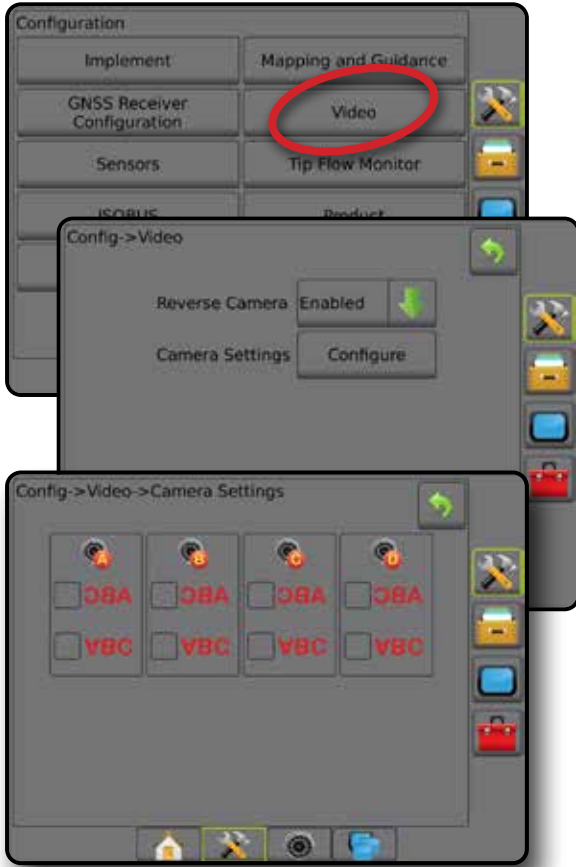 Configuration
Implement
Mapping and Guidance
GNSS Receiver
Configuration
Video
Sensors
Tip Flow Monitor
ISOBUS
Product
Config->Video
Reverse Camera
Enabled
Camera Settings
Configure
Config->Video->Camera Settings
A B C D
ABC ABC ABC ABC
ABC ABC ABC ABC